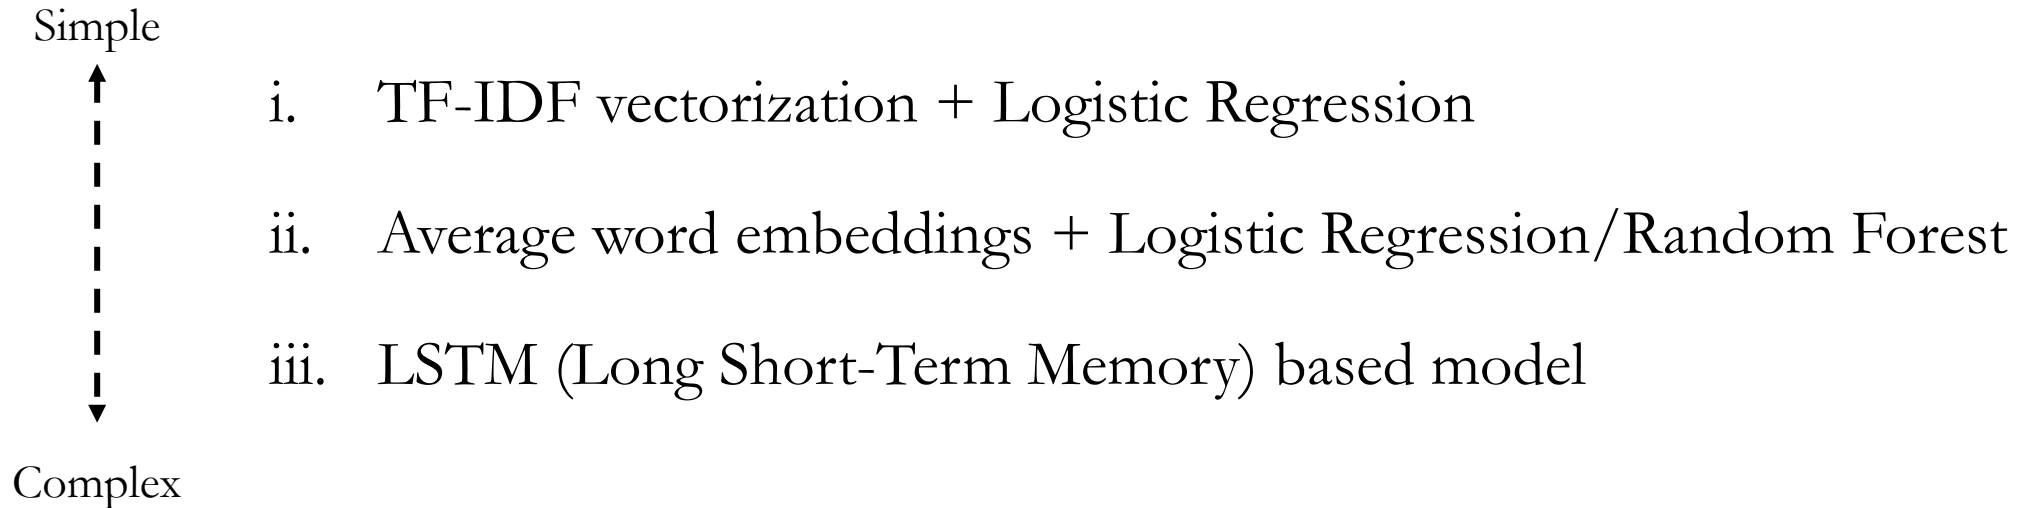 Simple
i. TF-IDF vectorization + Logistic Regression
ii. Average word embeddings + Logistic Regression/Random Forest
iii. LSTM (Long Short-Term Memory) based model
Complex